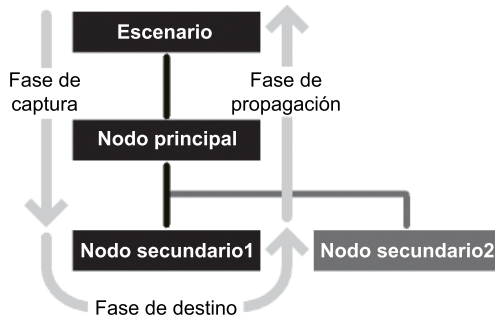 Escenario
Fase de
captura
Fase de
propagación
Nodo principal
Nodo secundario1
Nodo secundario2
Fase de destino